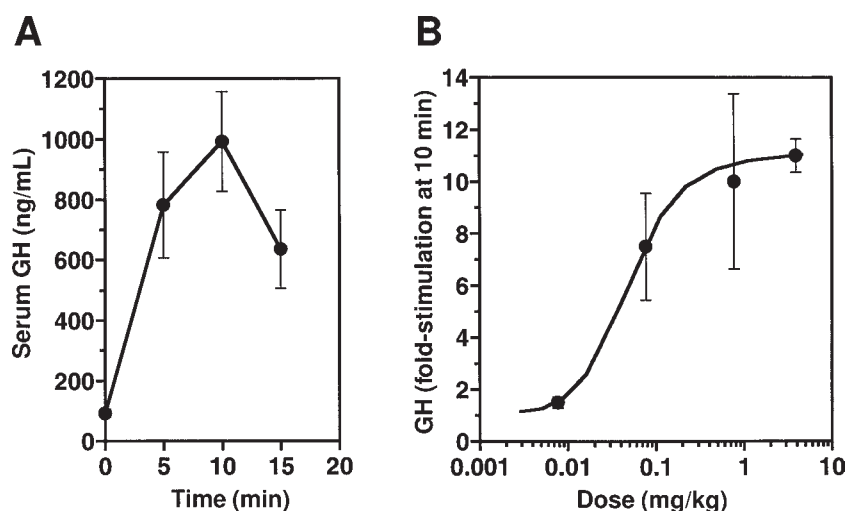 A
B
Serum GH (ng/mL)
1200
1000
800
600
400
200
0
0 5 10 15 20
Time (min)
GH (fold-stimulation at 10 min)
14
12
10
8
6
4
2
0
0.001 0.01 0.1 1 10
Dose (mg/kg)